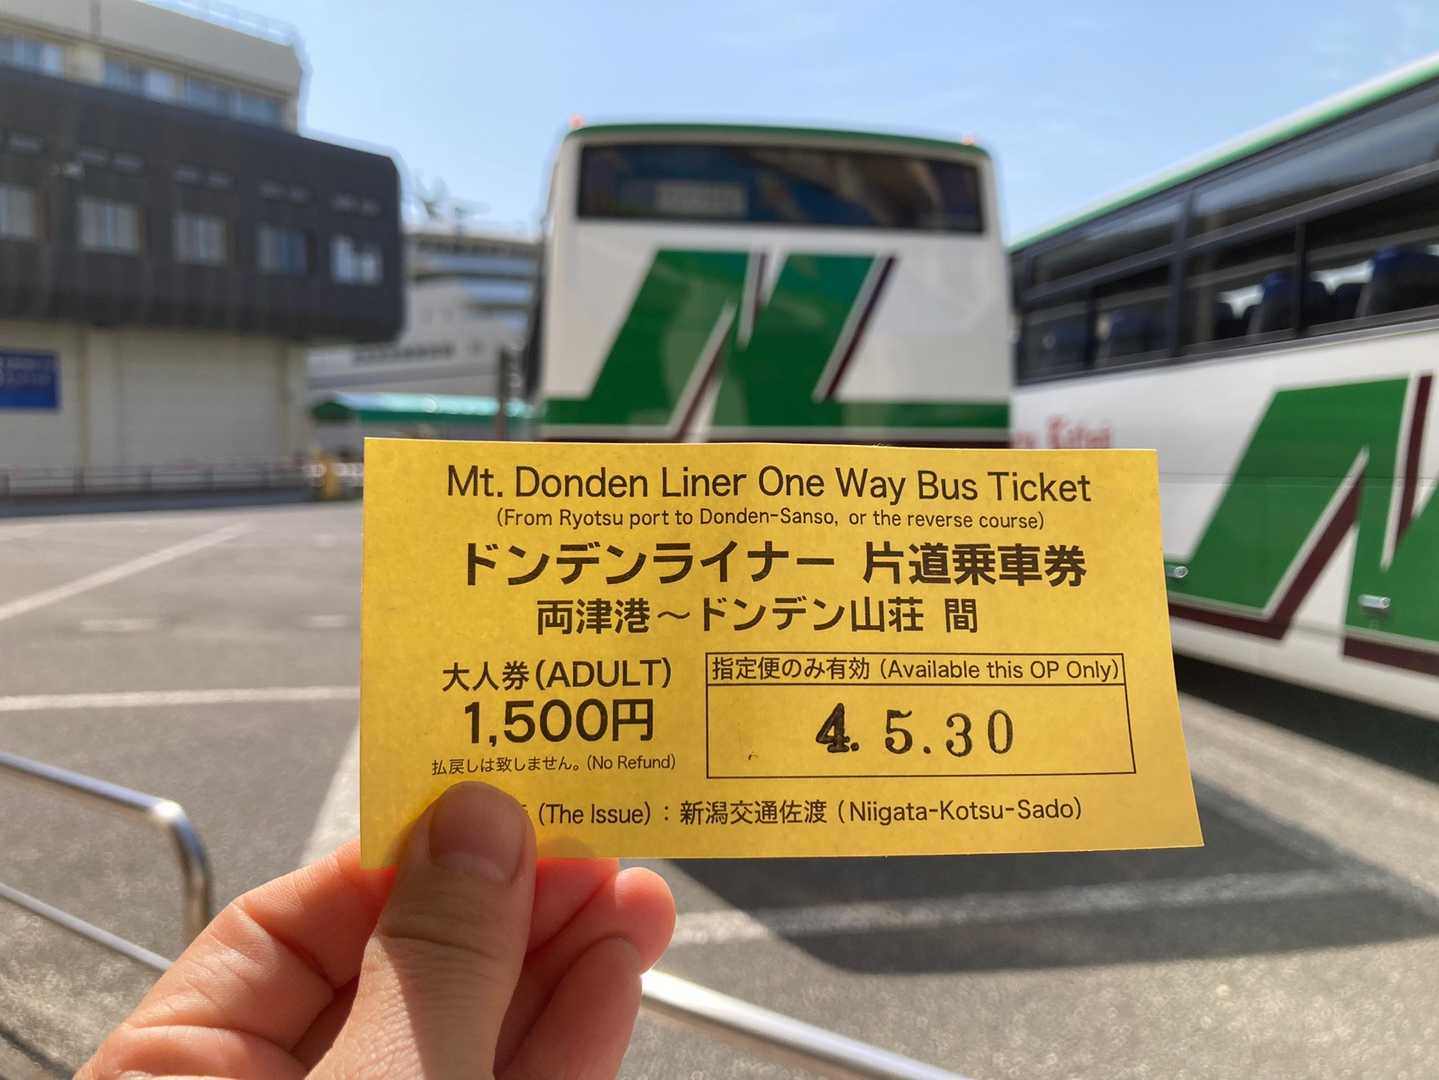 Mt. Donden Liner One Way Bus Ticket
(From Ryotsu port to Donden-Sanso, or the reverse course)
ドンデンライナー 片道乗車券
両津港～ドンデン山荘 間
大人券(ADULT)
1,500円
払戻しは致しません。(No Refund)
指定便のみ有効 (Available this OP Only)
4. 5.30
(The Issue)：新潟交通佐渡 (Niigata-Kotsu-Sado)